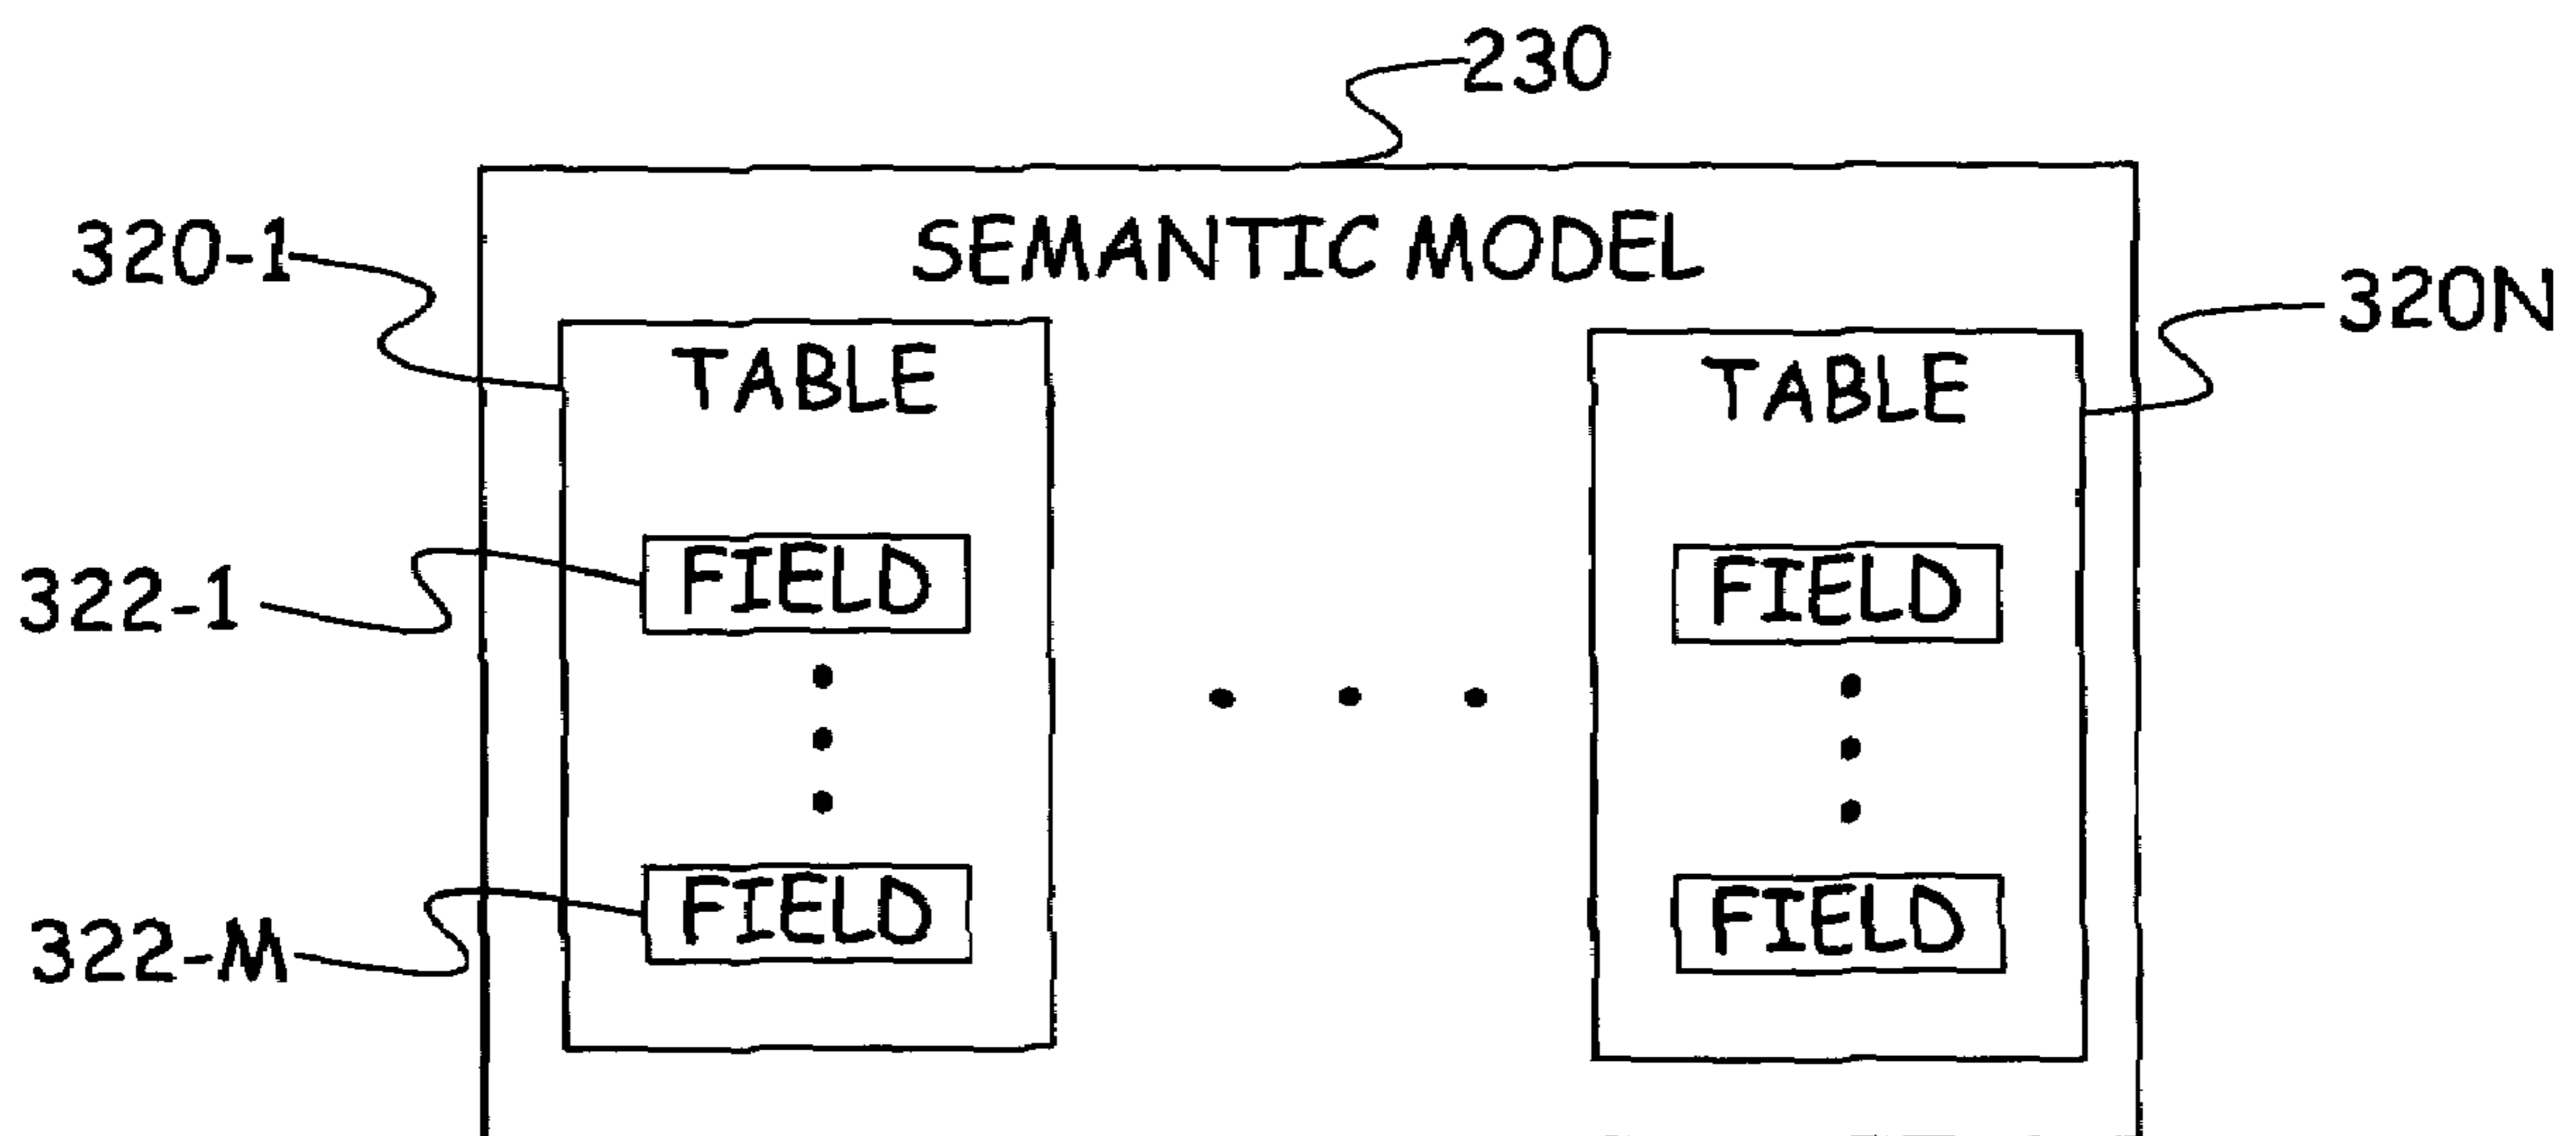 230
SEMANTIC MODEL
320-1
320N
TABLE
TABLE
322-1
FIELD
FIELD
322-M
FIELD
FIELD